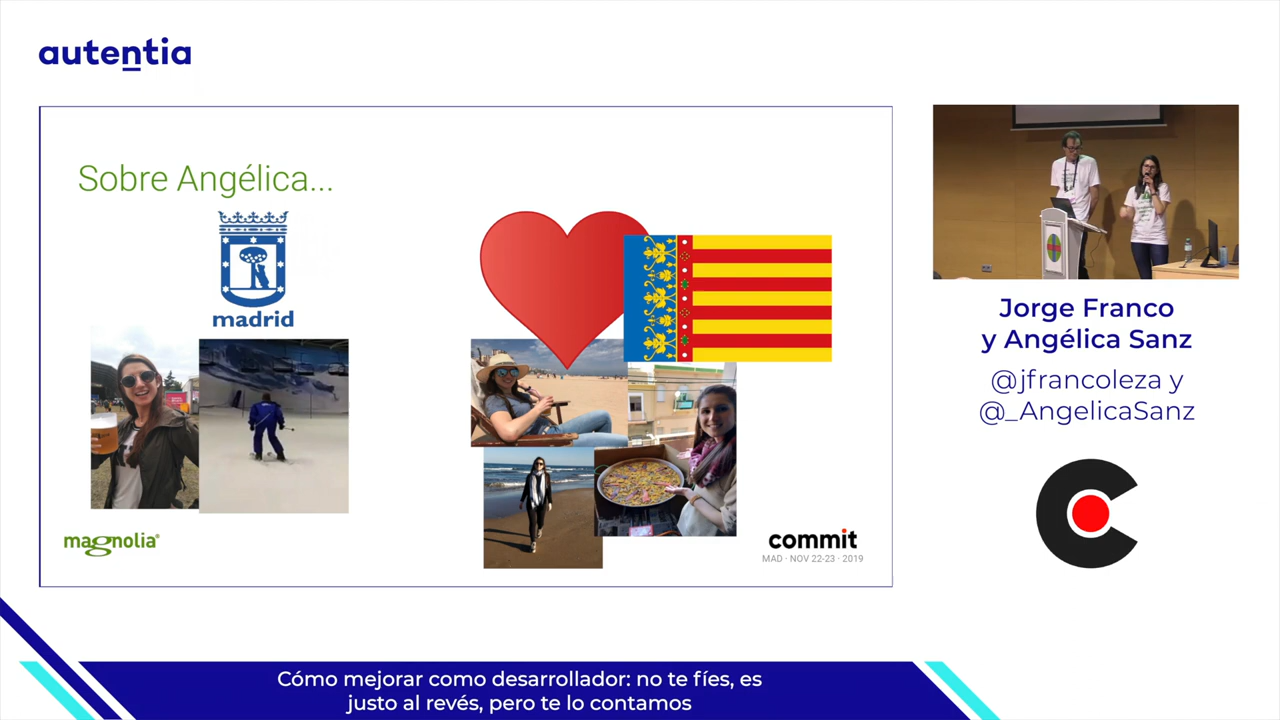 autentia
Sobre Angélica...
madrid
magnolia®
commit
MAD · NOV 22-23 · 2019
Jorge Franco
y Angélica Sanz
@jfrancoleza y
@_AngelicaSanz
Cómo mejorar como desarrollador: no te fíes, es
justo al revés, pero te lo contamos